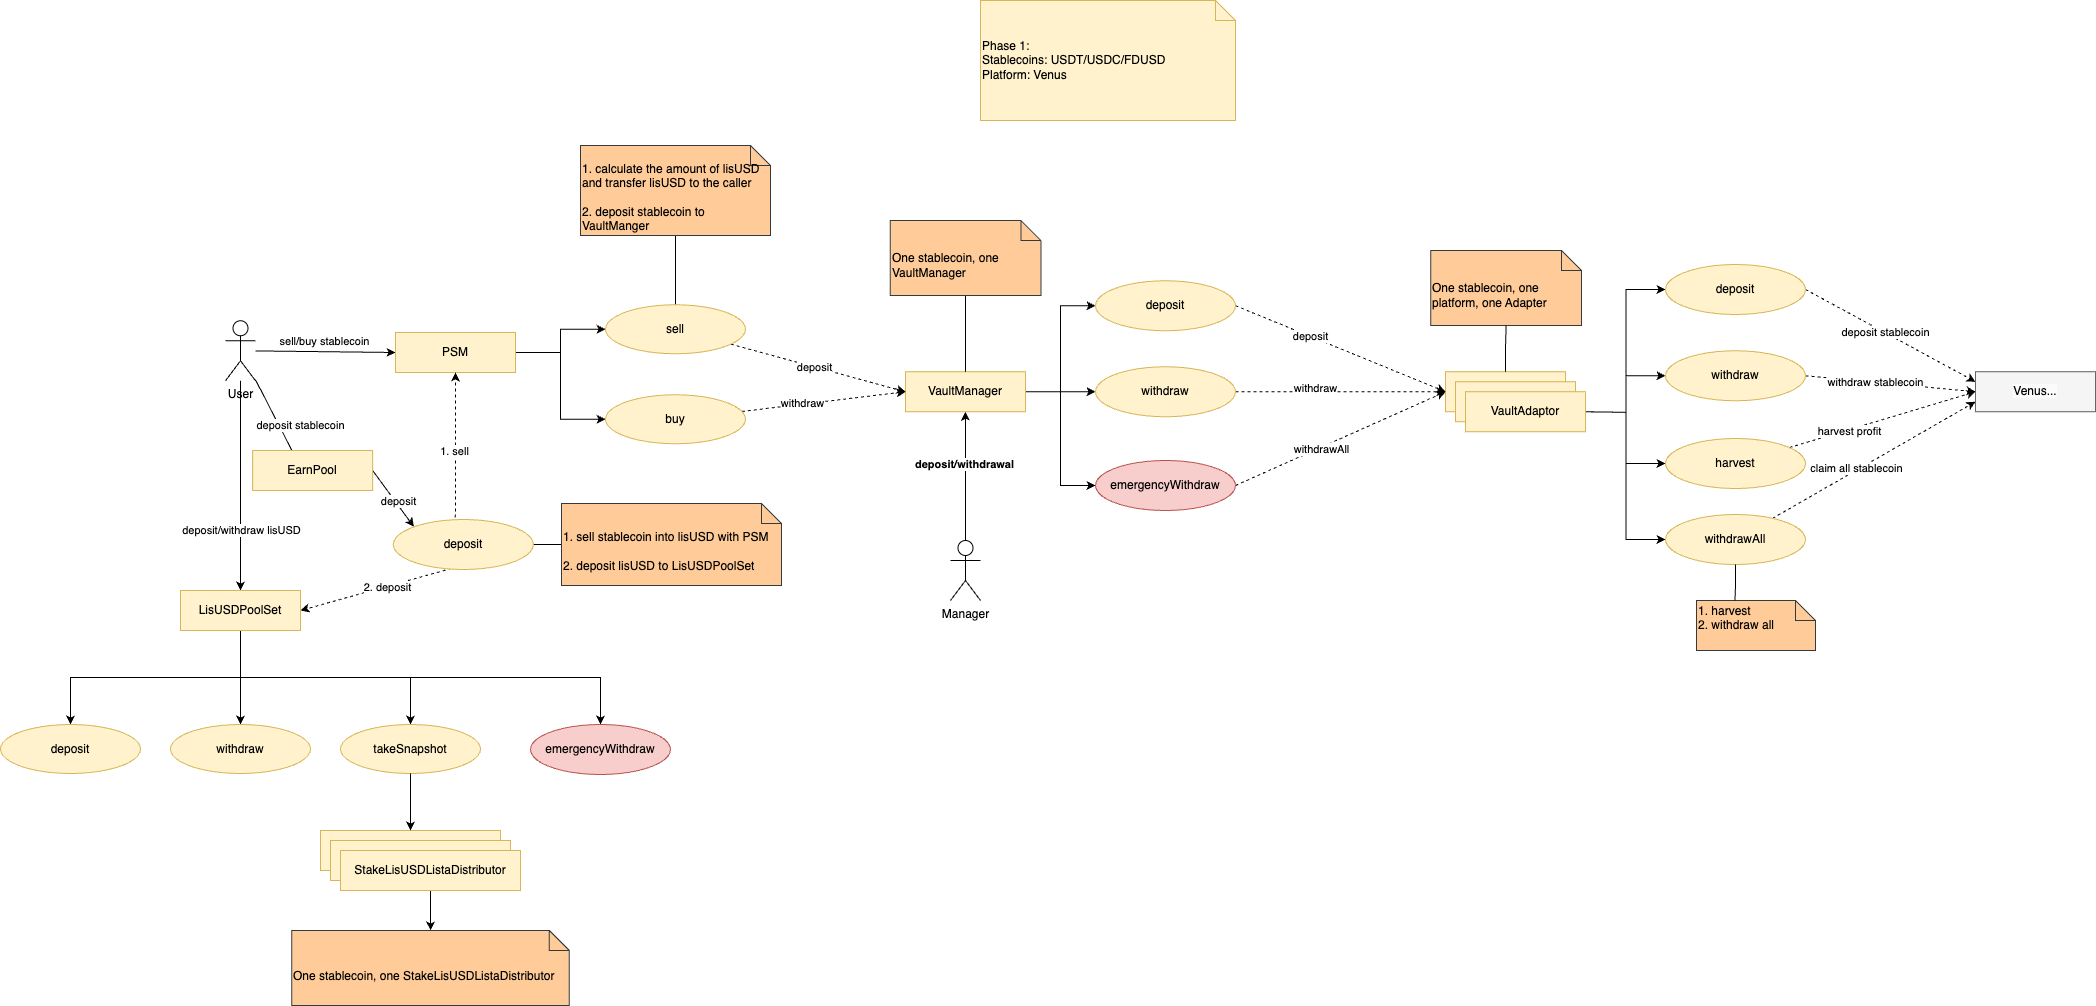 Phase 1:
Stablecoins: USDT/USDC/FDUSD
Platform: Venus
1. calculate the amount of lisUSD
and transfer lisUSD to the caller
2. deposit stablecoin to
VaultManger
One stablecoin, one
VaultManager
One stablecoin, one
platform, one Adapter
sell/buy stablecoin
PSM
User
sell
buy
deposit
withdraw
VaultManager
deposit
withdraw
emergencyWithdraw
deposit
withdraw
withdrawAll
VaultAdaptor
deposit
withdraw
harvest
withdrawAll
deposit stablecoin
withdraw stablecoin
harvest profit
claim all stablecoin
Venus...
1. harvest
2. withdraw all
deposit/withdrawal
Manager
deposit stablecoin
EarnPool
1. sell
deposit
deposit
1. sell stablecoin into lisUSD with PSM
2. deposit lisUSD to LisUSDPoolSet
deposit/withdraw lisUSD
2. deposit
LisUSDPoolSet
deposit
withdraw
takeSnapshot
emergencyWithdraw
StakeLisUSDListaDistributor
One stablecoin, one StakeLisUSDListaDistributor